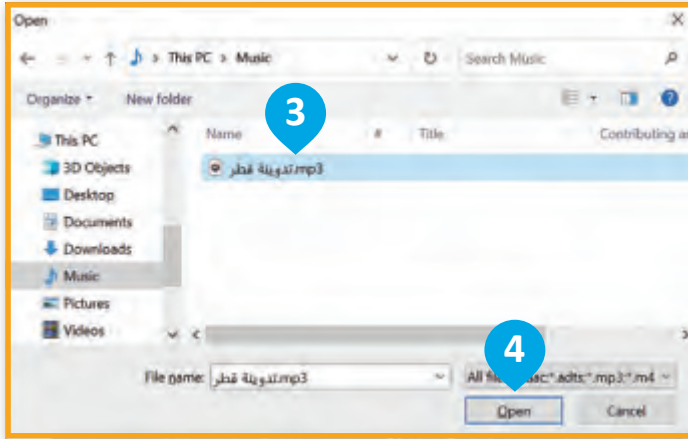 Open
This PC > Music
Search Music
Organize
New folder
3
Name
#
Title
Contributing
This PC
3D Objects
Desktop
Documents
Downloads
Music
Pictures
Videos
تدوينة قطر.mp3
4
File name:
تدوينة قطر.mp3
All *.adts;*.mp3;*.m4
Open
Cancel